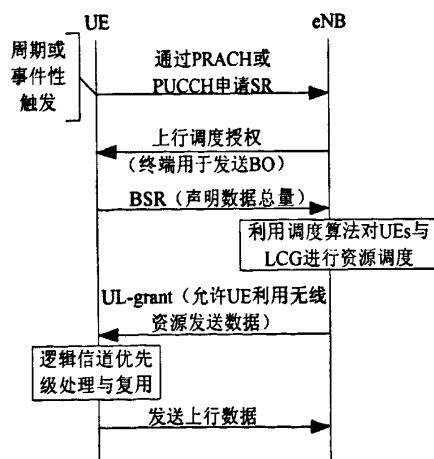 UE
eNB
周期或
事件性
触发
通过PRACH或
PUCCH申请SR
上行调度授权
(终端用于发送BO)
BSR（声明数据总量）
利用调度算法对UEs与
LCG进行资源调度
UL-grant（允许UE利用无线
资源发送数据）
逻辑信道优先
级处理与复用
发送上行数据